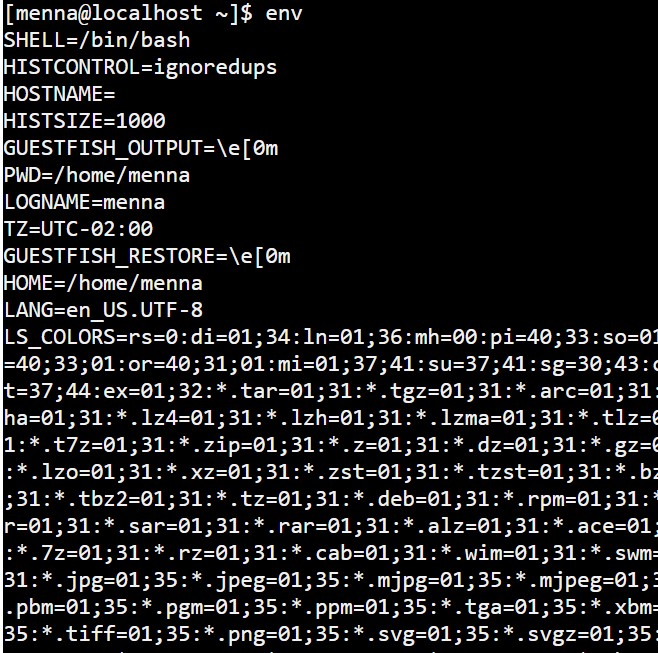 [menna@localhost ~]$ env
SHELL=/bin/bash
HISTCONTROL=ignoredups
HOSTNAME=
HISTSIZE=1000
GUESTFISH_OUTPUT=\e[0m
PWD=/home/menna
LOGNAME=menna
TZ=UTC-02:00
GUESTFISH_RESTORE=\e[0m
HOME=/home/menna
LANG=en_US.UTF-8
LS_COLORS=rs=0:di=01;34:ln=01;36:mh=00:pi=40;33:so=01
=40;33;01:or=40;31;01:mi=01;37;41:su=37;41:sg=30;43:c
t=37;44:ex=01;32:*.tar=01;31:*.tgz=01;31:*.arc=01;31:
ha=01;31:*.lz4=01;31:*.lzh=01;31:*.lzma=01;31:*.tlz=0
1:*.t7z=01;31:*.zip=01;31:*.z=01;31:*.dz=01;31:*.gz=0
:*.lzo=01;31:*.xz=01;31:*.zst=01;31:*.tzst=01;31:*.bz
;31:*.tbz2=01;31:*.tz=01;31:*.deb=01;31:*.rpm=01;31:*
r=01;31:*.sar=01;31:*.rar=01;31:*.alz=01;31:*.ace=01;
:*.7z=01;31:*.rz=01;31:*.cab=01;31:*.wim=01;31:*.swm=
31:*.jpg=01;35:*.jpeg=01;35:*.mjpg=01;35:*.mjpeg=01;3
.pbm=01;35:*.pgm=01;35:*.ppm=01;35:*.tga=01;35:*.xbm=
35:*.tiff=01;35:*.png=01;35:*.svg=01;35:*.svgz=01;35: